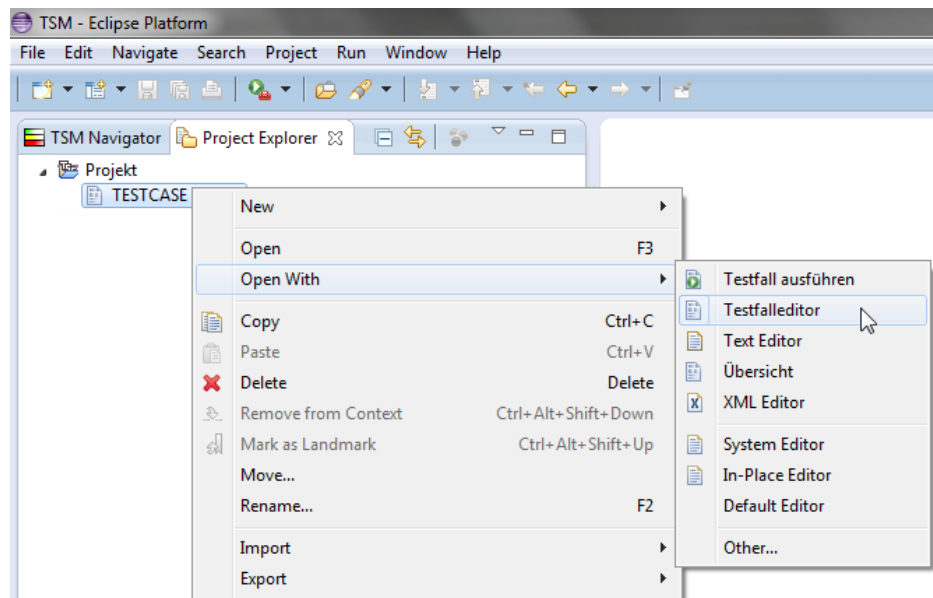 TSM - Eclipse Platform
File Edit Navigate Search Project Run Window Help
TSM Navigator Project Explorer
Projekt
TESTCASE
New
Open F3
Open With
Copy Ctrl+C
Paste Ctrl+V
Delete Delete
Remove from Context Ctrl+Alt+Shift+Down
Mark as Landmark Ctrl+Alt+Shift+Up
Move...
Rename... F2
Import
Export
Testfall ausführen
Testfalleditor
Text Editor
Übersicht
XML Editor
System Editor
In-Place Editor
Default Editor
Other...